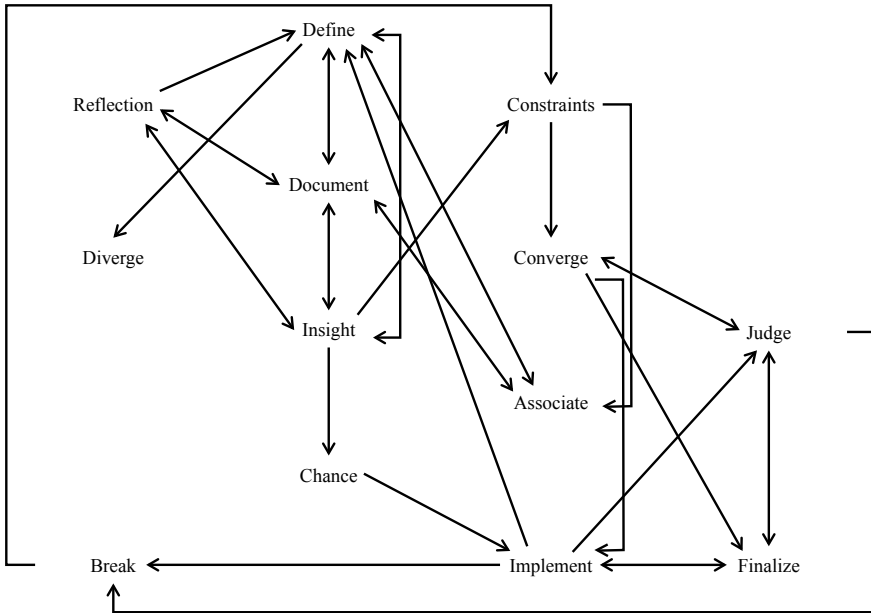 Define
Reflection
Constraints
Document
Diverge
Converge
Insight
Judge
Associate
Chance
Break
Implement
Finalize